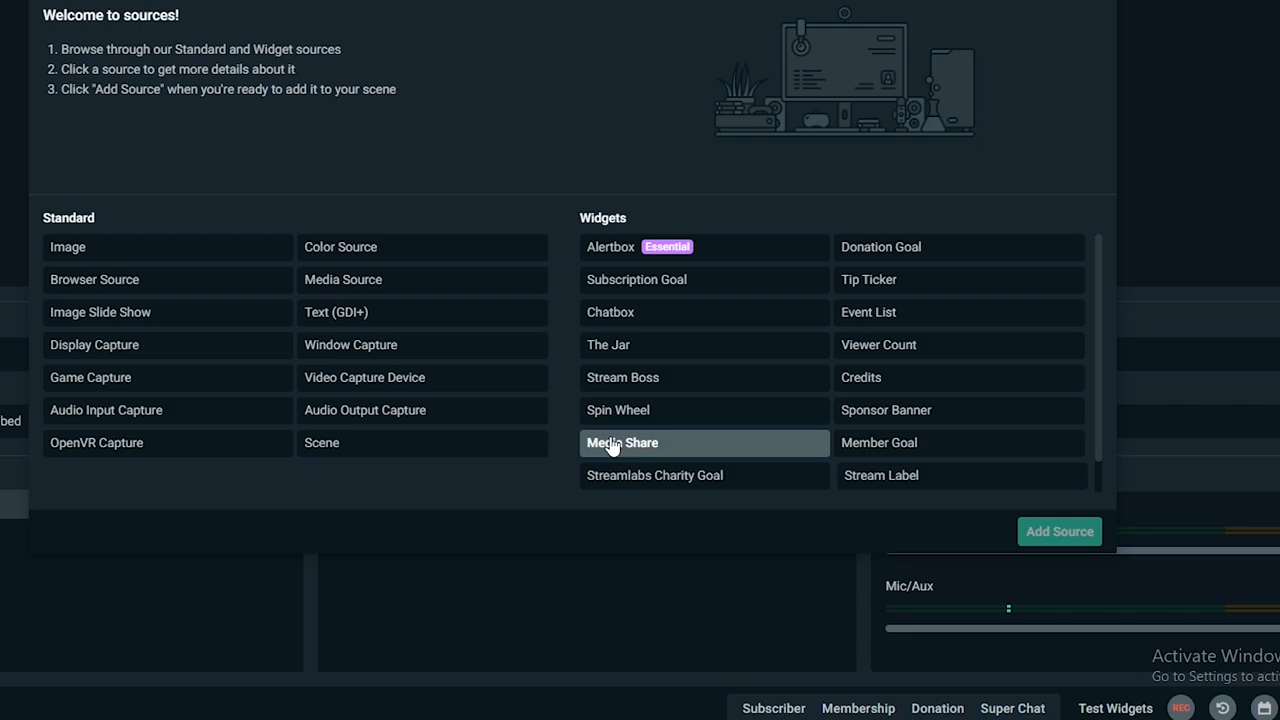 Welcome to sources!
1. Browse through our Standard and Widget sources
2. Click a source to get more details about it
3. Click "Add Source" when you're ready to add it to your scene
Standard
Image
Color Source
Browser Source
Media Source
Image Slide Show
Text (GDI+)
Display Capture
Window Capture
Game Capture
Video Capture Device
Audio Input Capture
Audio Output Capture
OpenVR Capture
Scene
Widgets
Alertbox Essential
Donation Goal
Subscription Goal
Tip Ticker
Chatbox
Event List
The Jar
Viewer Count
Stream Boss
Credits
Spin Wheel
Sponsor Banner
Media Share
Member Goal
Streamlabs Charity Goal
Stream Label
Add Source
bed
Mic/Aux
Activate Window
Go to Settings to acti
Subscriber
Membership
Donation
Super Chat
Test Widgets
REC